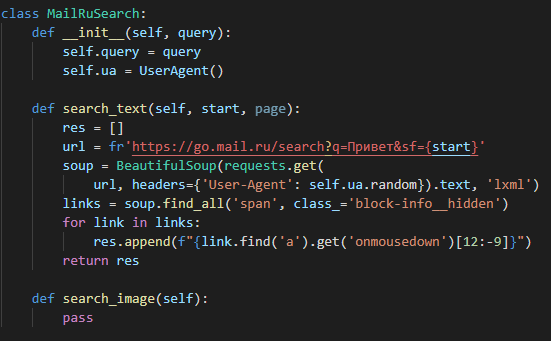 class MailRuSearch:
    def __init__(self, query):
        self.query = query
        self.ua = UserAgent()

    def search_text(self, start, page):
        res = []
        url = fr'https://go.mail.ru/search?q=Привет&sf={start}'
        soup = BeautifulSoup(requests.get(
            url, headers={'User-Agent': self.ua.random}).text, 'lxml')
        links = soup.find_all('span', class_='block-info__hidden')
        for link in links:
            res.append(f"{link.find('a').get('onmousedown')[12:-9]}")
        return res

    def search_image(self):
        pass